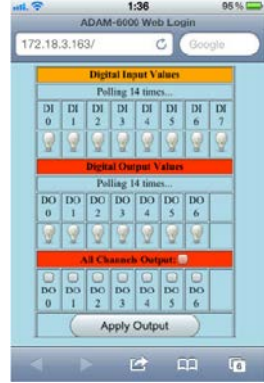 1:36
95%
ADAM-6000 Web Login
172.18.3.163/
Google
Digital Input Values
Polling 14 times...
DI 0 DI 1 DI 2 DI 3 DI 4 DI 5 DI 6 DI 7
Digital Output Values
Polling 14 times...
DO 0 DO 1 DO 2 DO 3 DO 4 DO 5 DO 6
All Channels Output:
DO 0 DO 1 DO 2 DO 3 DO 4 DO 5 DO 6
Apply Output
6